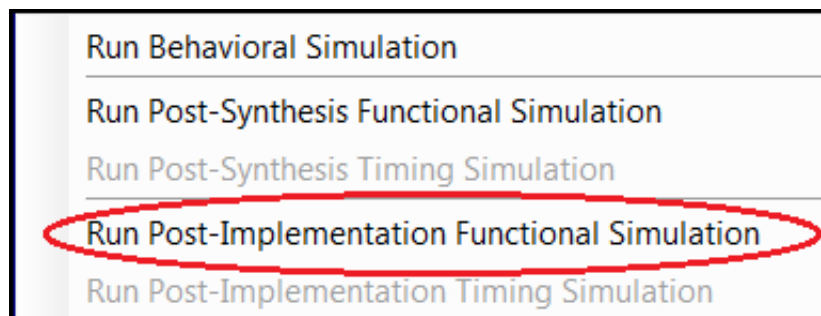 Run Behavioral Simulation
Run Post-Synthesis Functional Simulation
Run Post-Synthesis Timing Simulation
Run Post-Implementation Functional Simulation
Run Post-Implementation Timing Simulation